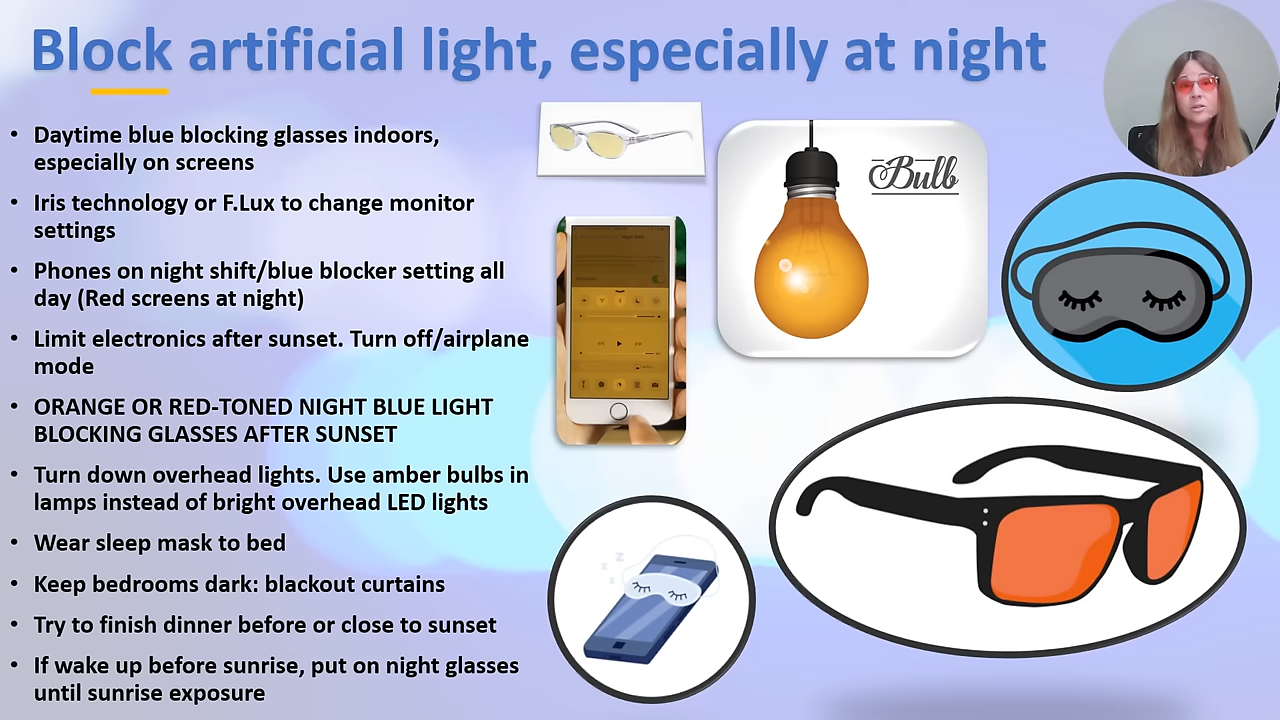 Block artificial light, especially at night
• Daytime blue blocking glasses indoors,
especially on screens
• Iris technology or F.Lux to change monitor
settings
• Phones on night shift/blue blocker setting all
day (Red screens at night)
• Limit electronics after sunset. Turn off/airplane
mode
• ORANGE OR RED-TONED NIGHT BLUE LIGHT
BLOCKING GLASSES AFTER SUNSET
• Turn down overhead lights. Use amber bulbs in
lamps instead of bright overhead LED lights
• Wear sleep mask to bed
• Keep bedrooms dark: blackout curtains
• Try to finish dinner before or close to sunset
• If wake up before sunrise, put on night glasses
until sunrise exposure
Bulb
z
z
z